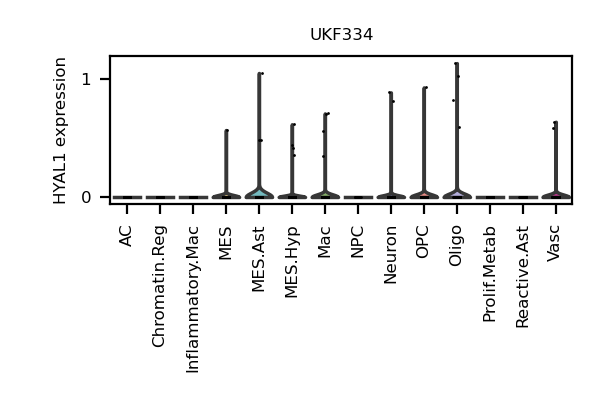 UKF334
HYAL1 expression
1
0
AC
Chromatin.Reg
Inflammatory.Mac
MES
MES.Ast
MES.Hyp
Mac
NPC
Neuron
OPC
Oligo
Prolif.Metab
Reactive.Ast
Vasc